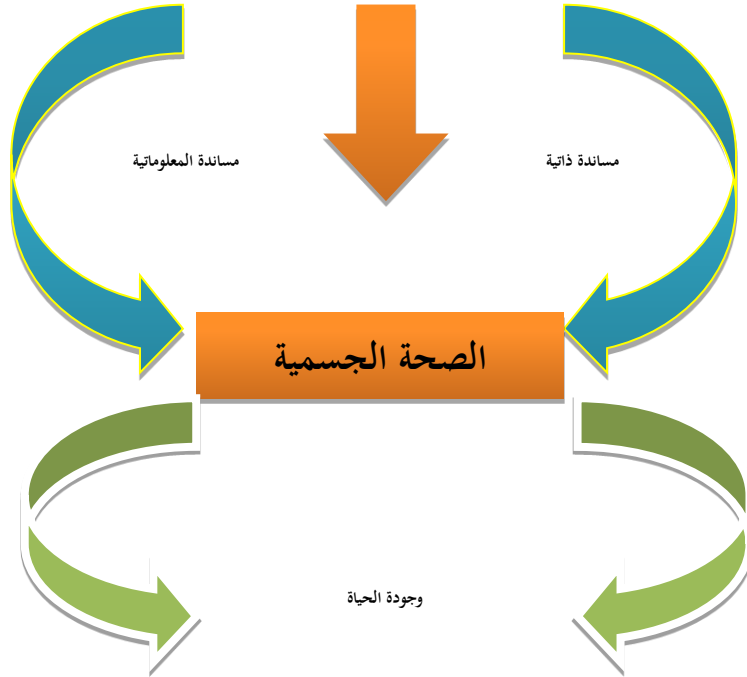 مساندة ذاتية
مساندة المعلوماتية
الصحة الجسمية
وجودة الحياة